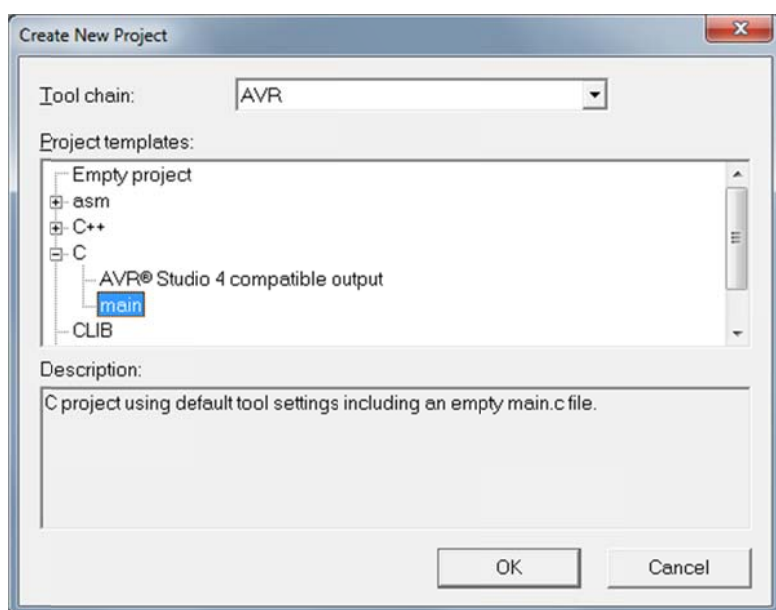 Create New Project
Tool chain: AVR
Project templates:
Empty project
asm
C++
C
AVR® Studio 4 compatible output
main
CLIB
Description:
C project using default tool settings including an empty main.c file.
OK Cancel